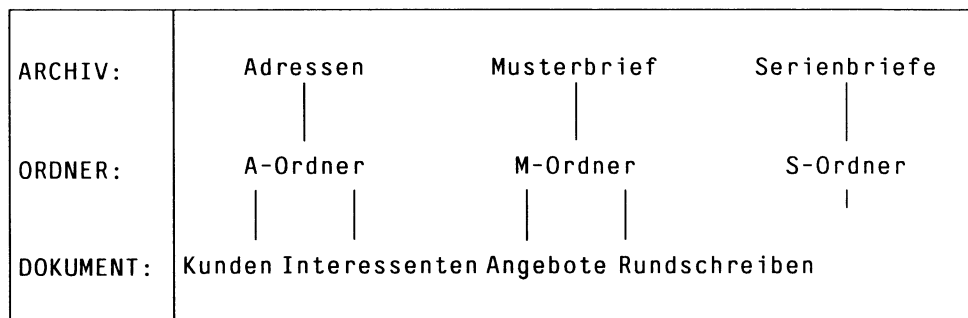 ARCHIV: Adressen Musterbrief Serienbriefe
ORDNER: A-Ordner M-Ordner S-Ordner
DOKUMENT: Kunden Interessenten Angebote Rundschreiben